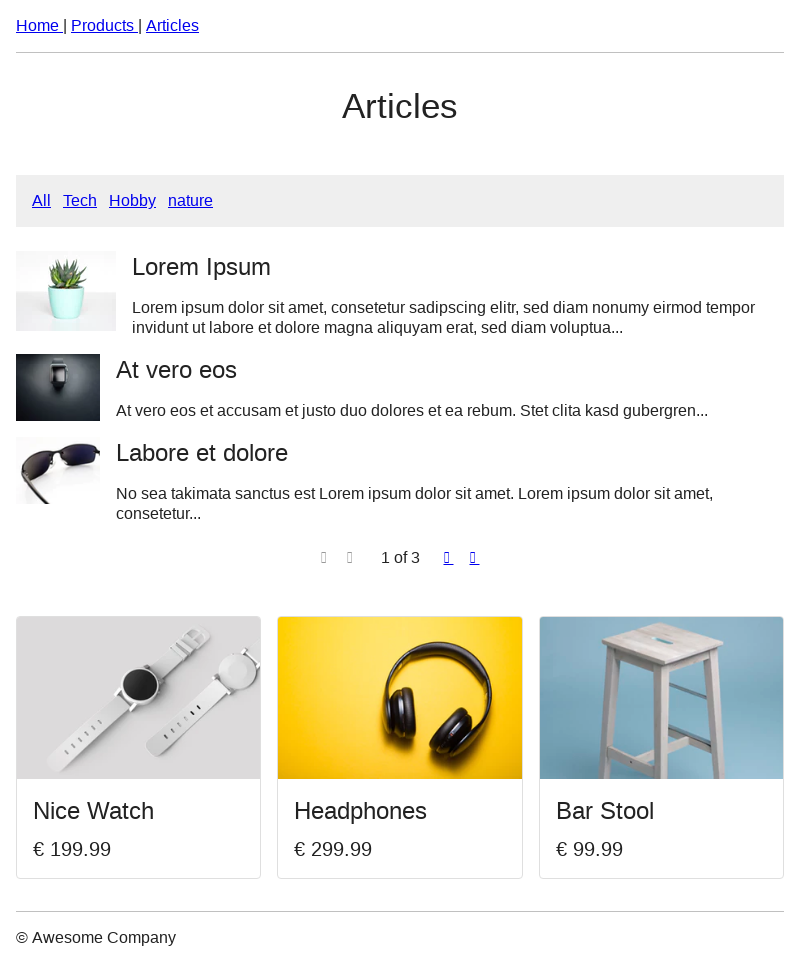 Home | Products | Articles
Articles
All Tech Hobby nature
Lorem Ipsum
Lorem ipsum dolor sit amet, consetetur sadipscing elitr, sed diam nonumy eirmod tempor
invidunt ut labore et dolore magna aliquyam erat, sed diam voluptua...
At vero eos
At vero eos et accusam et justo duo dolores et ea rebum. Stet clita kasd gubergren...
Labore et dolore
No sea takimata sanctus est Lorem ipsum dolor sit amet. Lorem ipsum dolor sit amet,
consetetur...
1 of 3
Nice Watch
€ 199.99
Headphones
€ 299.99
Bar Stool
€ 99.99
© Awesome Company